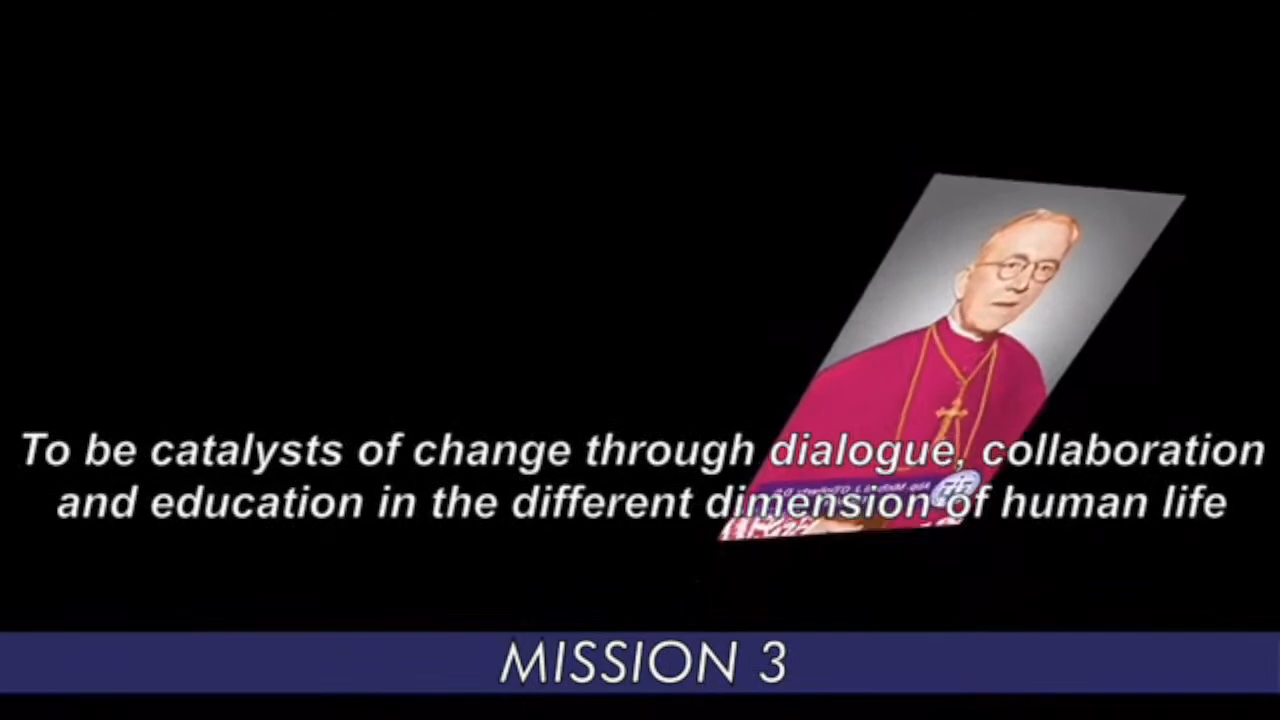 To be catalysts of change through dialogue, collaboration
and education in the different dimension of human life
MISSION 3